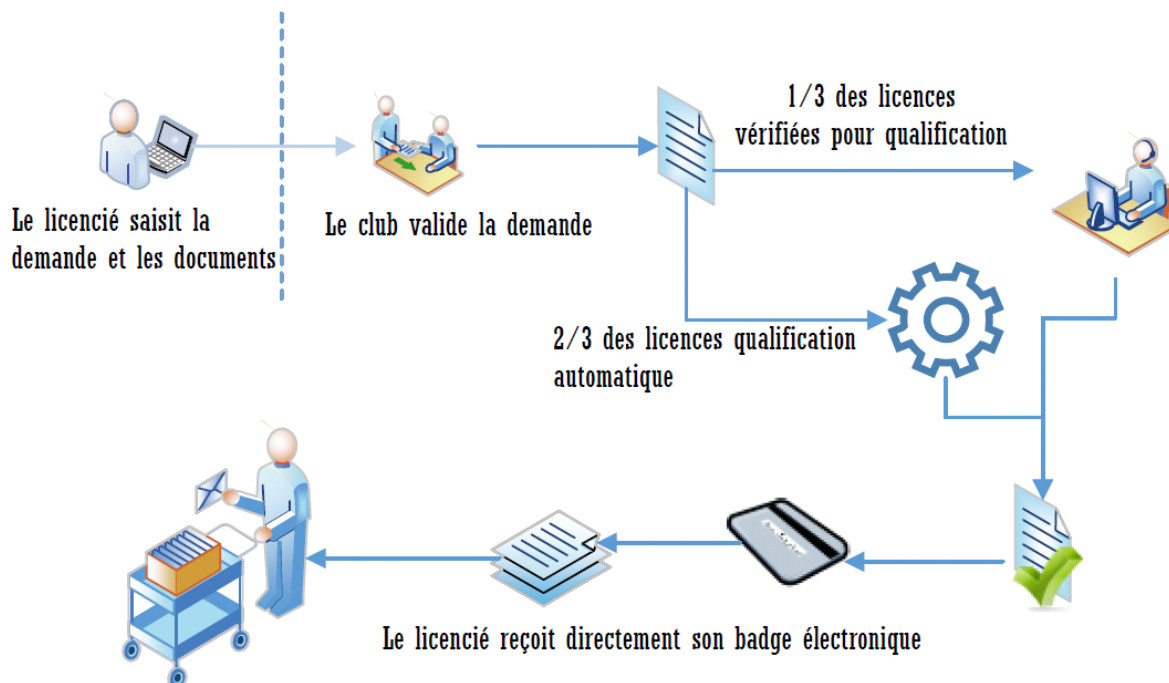 1/3 des licences
vérifiées pour qualification
Le licencié saisit la
demande et les documents
Le club valide la demande
2/3 des licences qualification
automatique
Le licencié reçoit directement son badge électronique